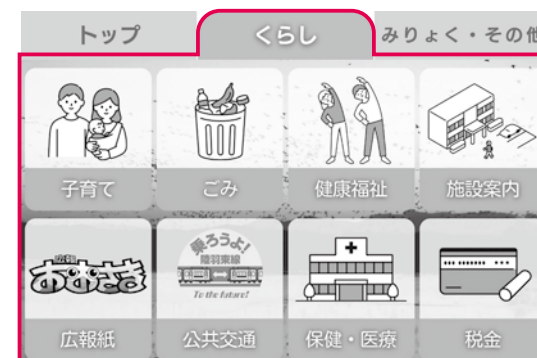 トップ くらし みりょく・その他
子育て ごみ 健康福祉 施設案内
広報
おおさき
乗ろうよ!
陸羽東線
To the future!
広報紙 公共交通 保健・医療 税金